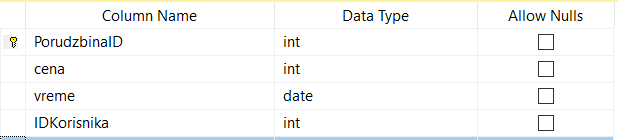 Column Name Data Type Allow Nulls
PorudzbinaID int
cena int
vreme date
IDKorisnika int